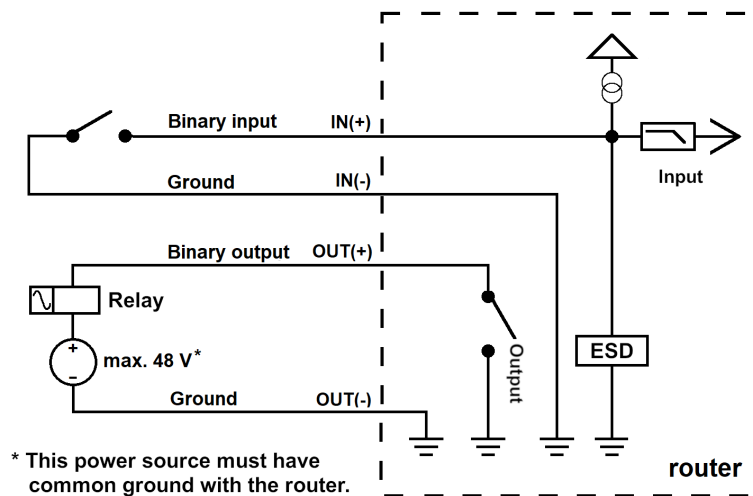 Binary input IN(+)
Ground IN(-)
Input
Binary output OUT(+)
Relay
+
max. 48 V*
–
Output
ESD
Ground OUT(-)
* This power source must have
common ground with the router.
router